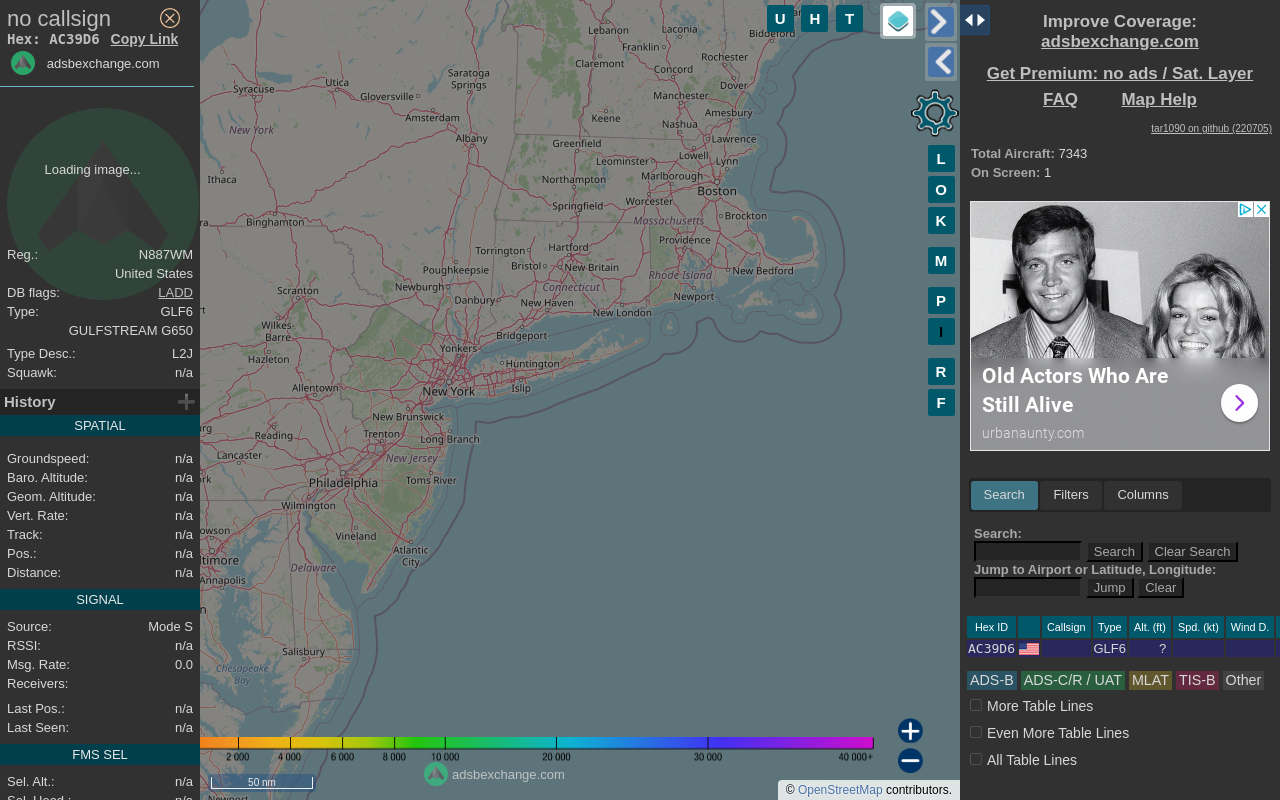 no callsign
Hex: AC39D6 Copy Link
adsbexchange.com
Loading image...
Reg.: N887WM
United States
DB flags: LADD
Type: GLF6
GULFSTREAM G650
Type Desc.: L2J
Squawk: n/a
History
SPATIAL
Groundspeed: n/a
Baro. Altitude: n/a
Geom. Altitude: n/a
Vert. Rate: n/a
Track: n/a
Pos.: n/a
Distance: n/a
SIGNAL
Source: Mode S
RSSI: n/a
Msg. Rate: 0.0
Receivers:
Last Pos.: n/a
Last Seen: n/a
FMS SEL
Sel. Alt.: n/a
Sel. Head.: n/a
U H T
L
O
K
M
P
I
R
F
Lebanon
Laconia
Franklin
Biddeford
Claremont
Rochester
Concord
Dover
Saratoga
Springs
Utica
Syracuse
Gloversville
Manchester
Amesbury
Keene
Amsterdam
Nashua
New York
Albany
Lawrence
Greenfield
Leominster
Lowell
Lynn
Ithaca
Northampton
Marlborough
Boston
Worcester
Springfield
Binghamton
Massachusetts
Brockton
Providence
Torrington
Hartford
Poughkeepsie
Bristol
New Britain
New Bedford
Rhode Island
Newburgh
Connecticut
Scranton
Danbury
New Haven
Newport
New London
Wilkes-
Barre
Bridgeport
Yonkers
Hazleton
Huntington
Allentown
New York
Islip
New Brunswick
Reading
Trenton
Long Branch
Lancaster
New Jersey
Philadelphia
Toms River
Wilmington
Vineland
Atlantic
City
Delaware
Annapolis
Salisbury
Chesapeake
Bay
2 000 4 000 6 000 8 000 10 000 20 000 30 000 40 000+
50 nm
adsbexchange.com
© OpenStreetMap contributors.
Improve Coverage:
adsbexchange.com
Get Premium: no ads / Sat. Layer
FAQ Map Help
tar1090 on github (220705)
Total Aircraft: 7343
On Screen: 1
Old Actors Who Are
Still Alive
urbanaunty.com
Search Filters Columns
Search:
Search Clear Search
Jump to Airport or Latitude, Longitude:
Jump Clear
Hex ID Callsign Type Alt. (ft) Spd. (kt) Wind D.
AC39D6 GLF6 ?
ADS-B ADS-C/R / UAT MLAT TIS-B Other
More Table Lines
Even More Table Lines
All Table Lines